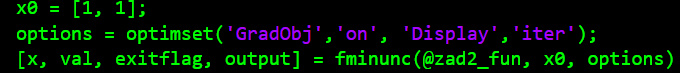 x0 = [1, 1];
options = optimset('GradObj','on', 'Display','iter');
[x, val, exitflag, output] = fminunc(@zad2_fun, x0, options)